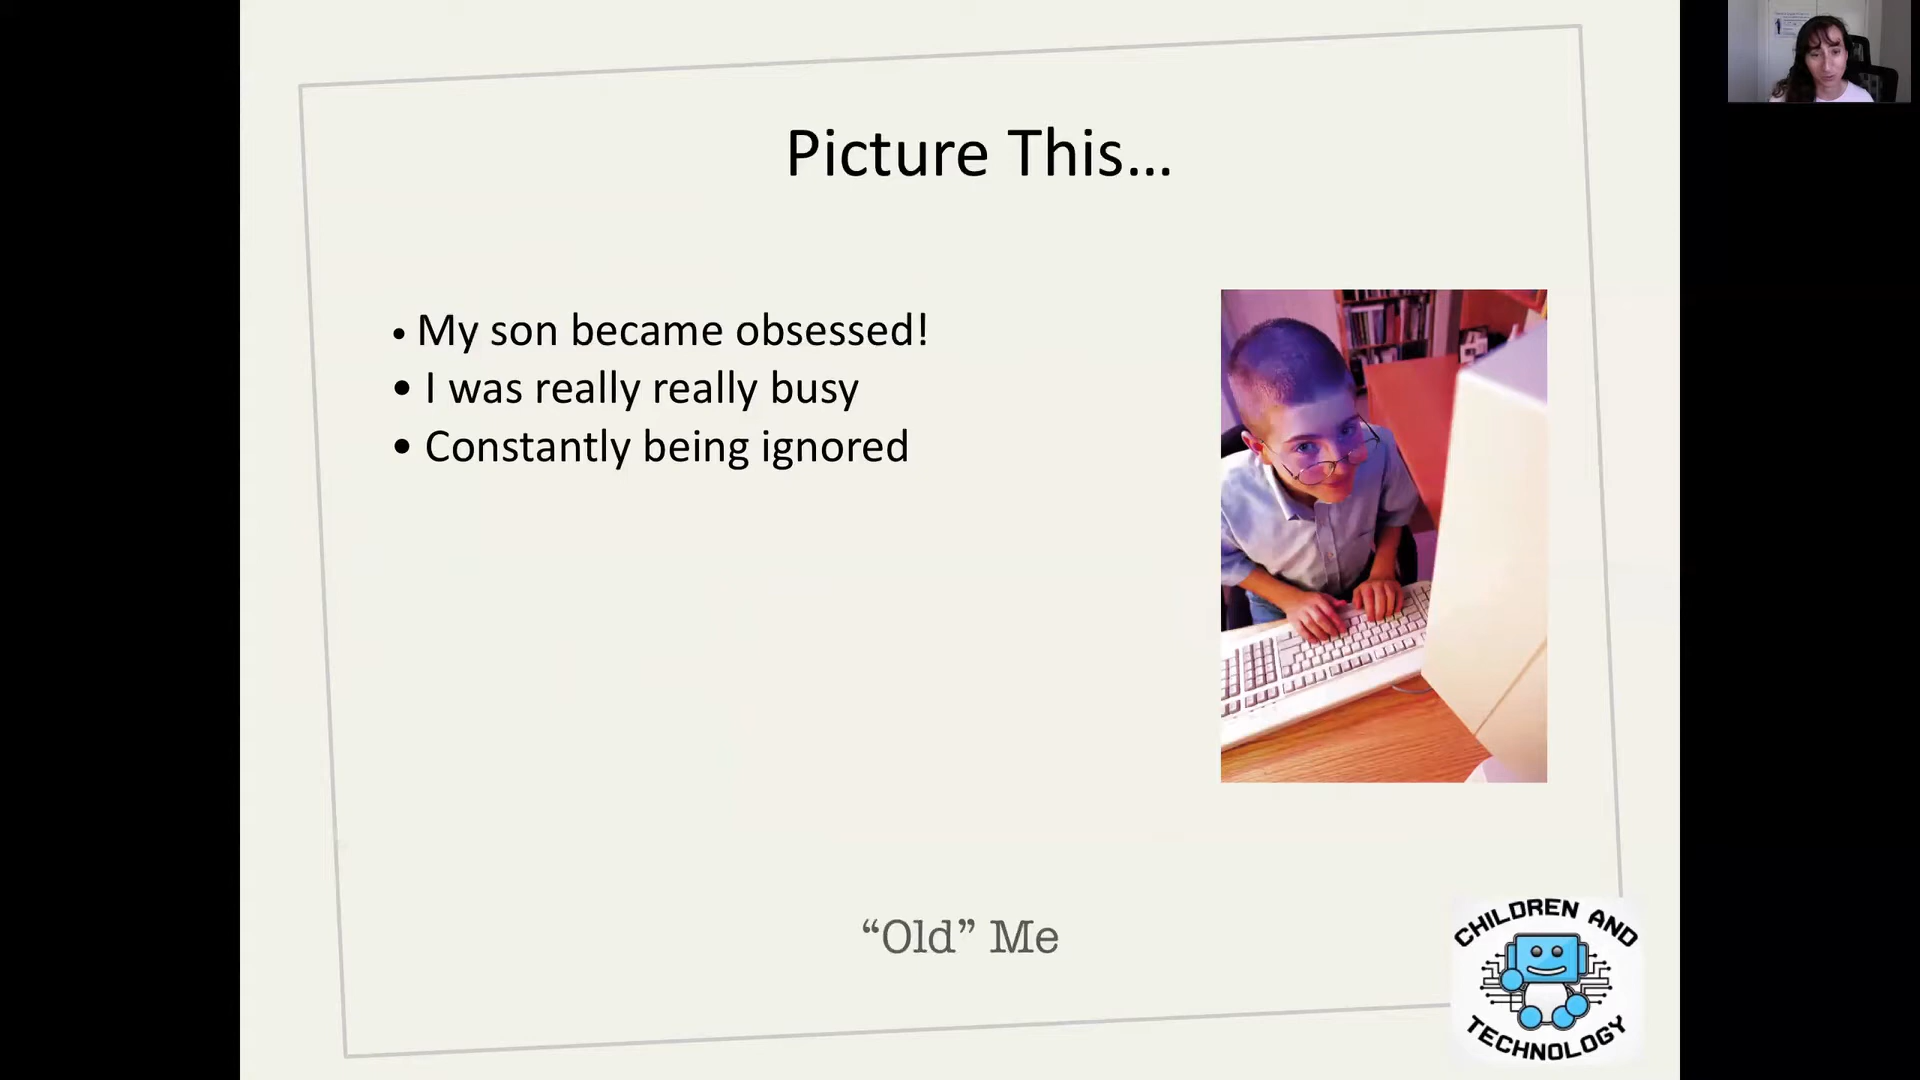 Picture This...
• My son became obsessed!
• I was really really busy
• Constantly being ignored
“Old” Me
CHILDREN AND
TECHNOLOGY